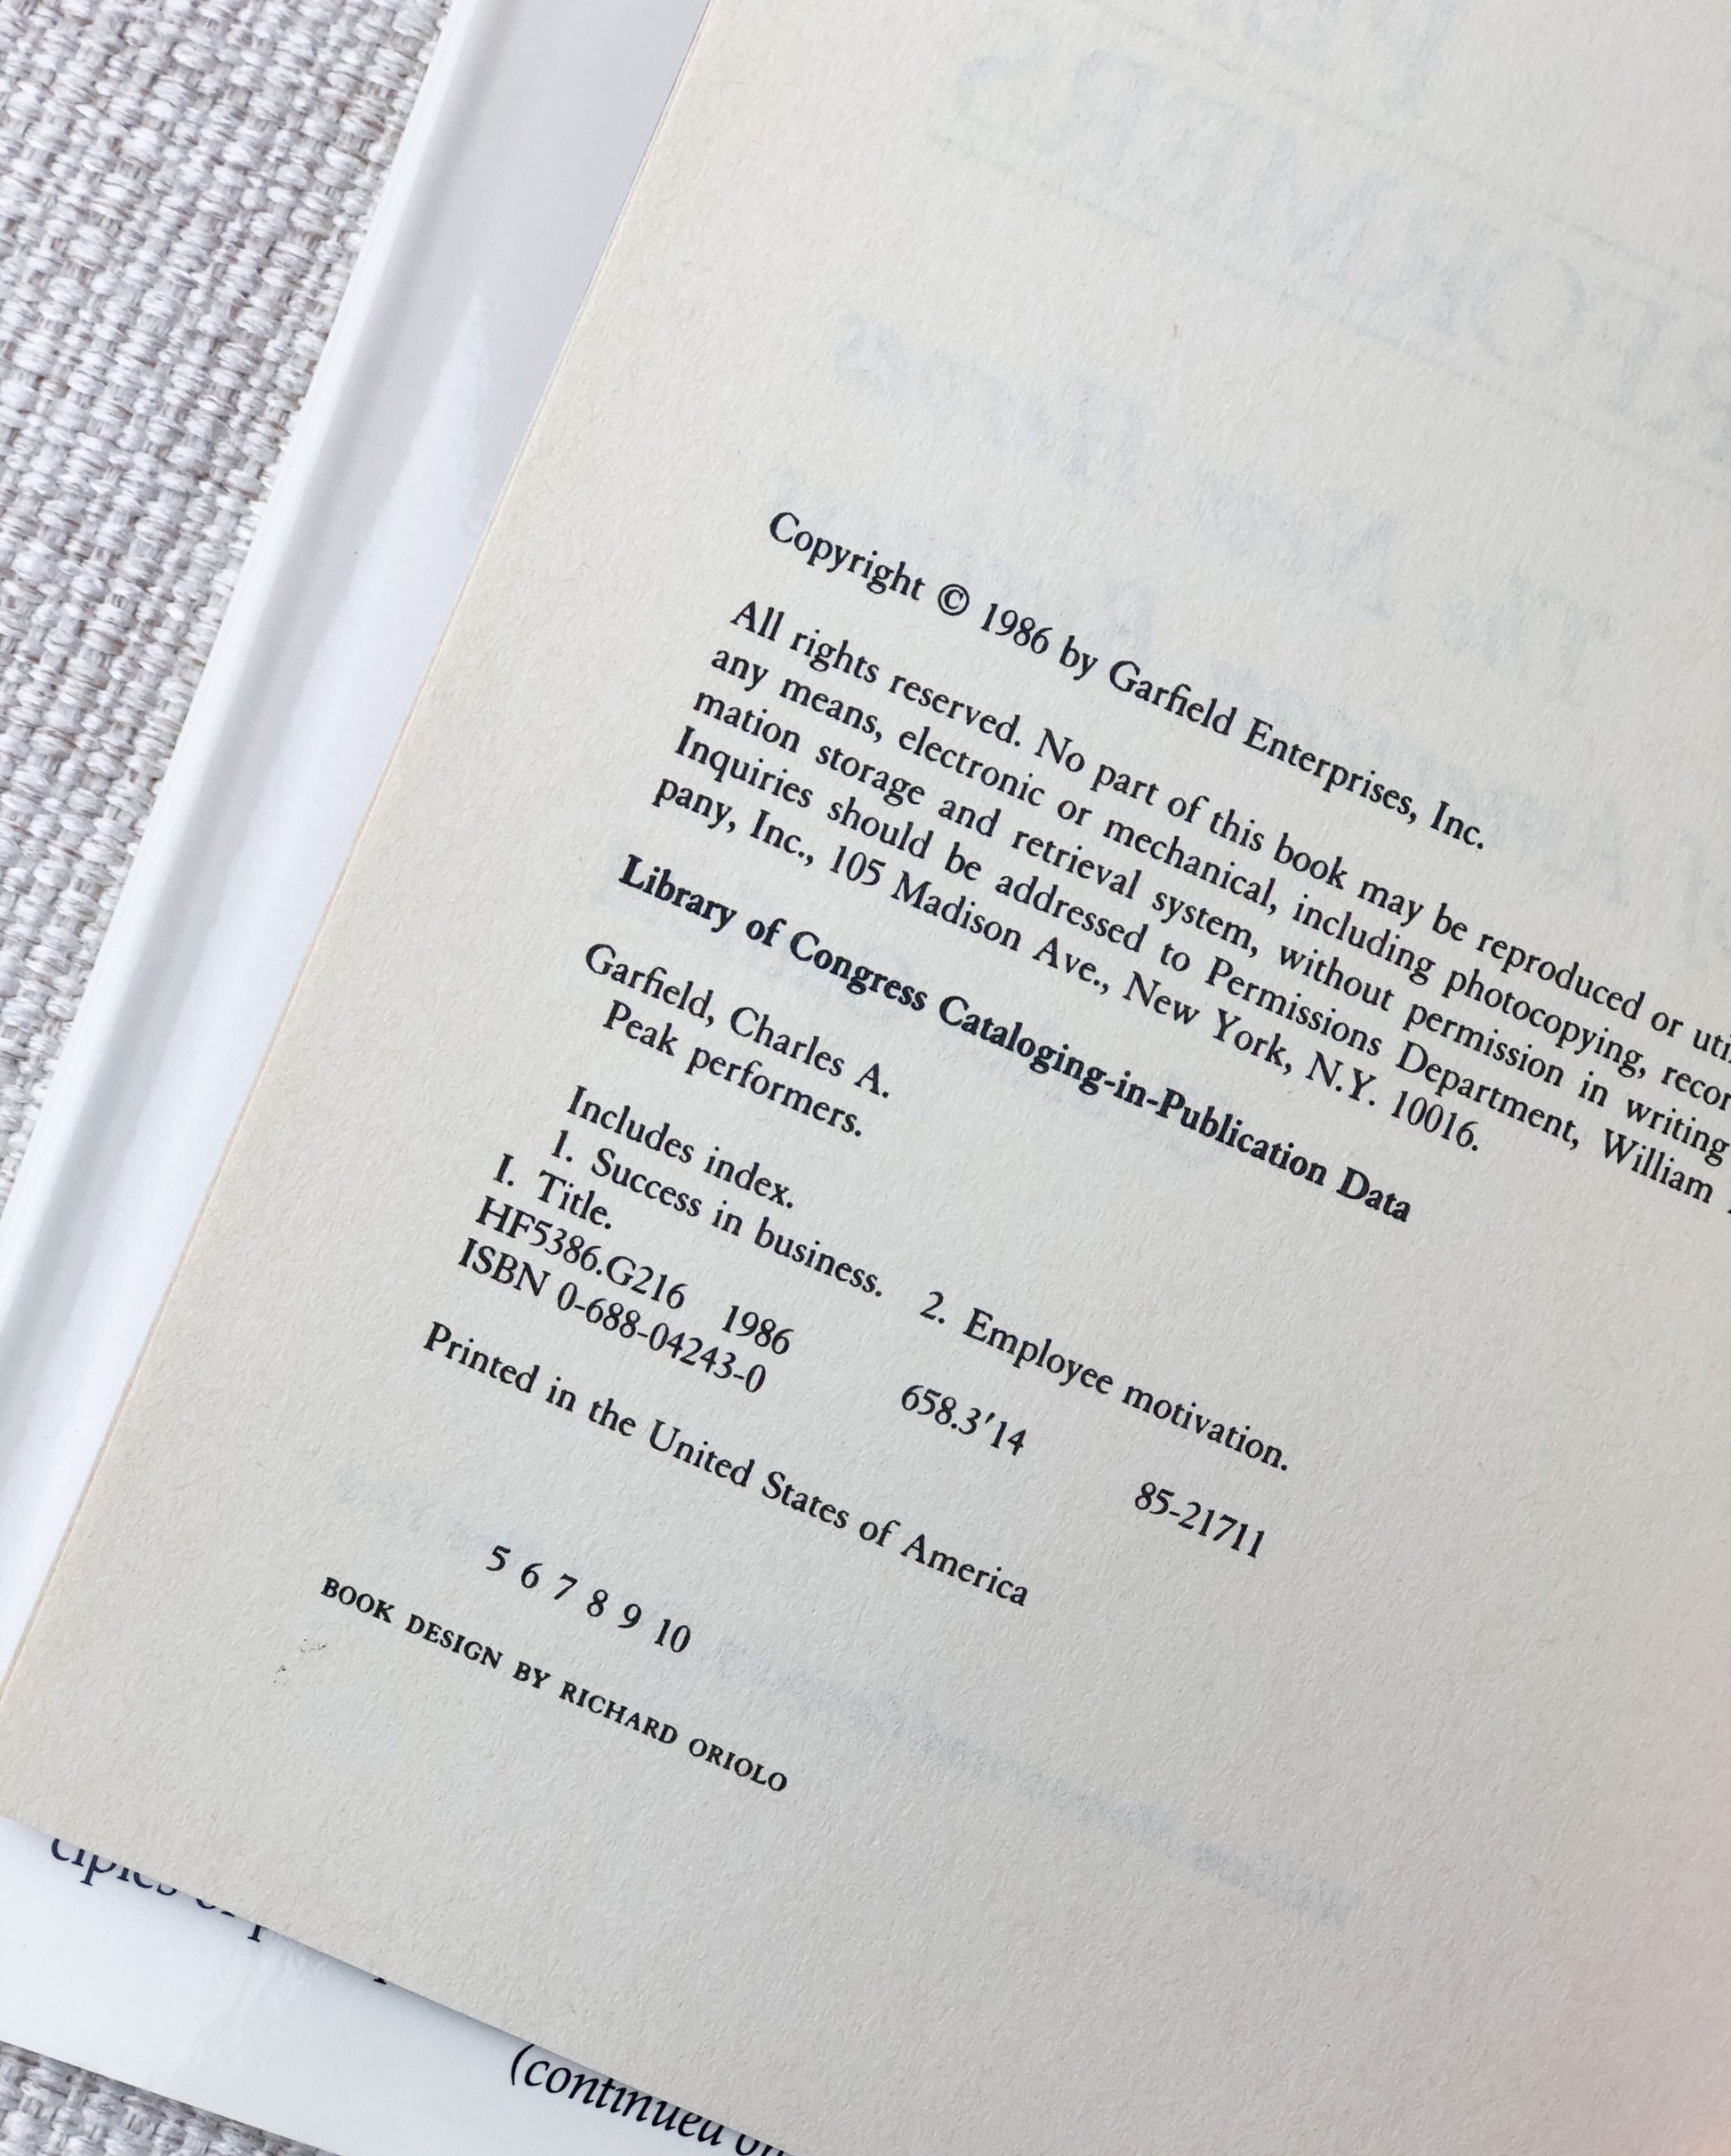 Copyright © 1986 by Garfield Enterprises, Inc.
All rights reserved. No part of this book may be reproduced or uti
any means, electronic or mechanical, including photocopying, recor
mation storage and retrieval system, without permission in writing
Inquiries should be addressed to Permissions Department, William
pany, Inc., 105 Madison Ave., New York, N.Y. 10016.
Library of Congress Cataloging-in-Publication Data
Garfield, Charles A.
Peak performers.
Includes index.
1. Success in business. 2. Employee motivation.
I. Title.
HF5386.G216 1986 658.3'14 85-21711
ISBN 0-688-04243-0
Printed in the United States of America
5 6 7 8 9 10
BOOK DESIGN BY RICHARD ORIOLO
(continued on